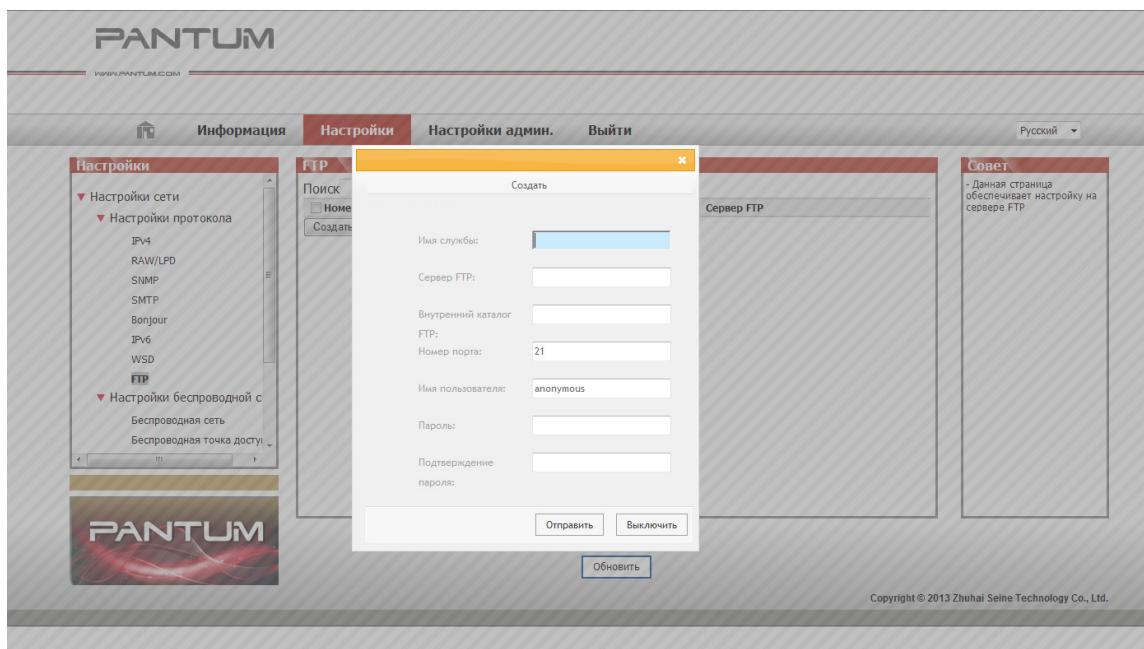 PANTUM
WWW.PANTUM.COM
Информация
Настройки
Настройки админ.
Выйти
Русский
Настройки
Настройки сети
Настройки протокола
IPv4
RAW/LPD
SNMP
SMTP
Bonjour
IPv6
WSD
FTP
Настройки беспроводной с
Беспроводная сеть
Беспроводная точка досту
PANTUM
FTP
Поиск
Номе
Сервер FTP
Создать
Создать
Имя службы:
Сервер FTP:
Внутренний каталог
FTP:
Номер порта:
21
Имя пользователя:
anonymous
Пароль:
Подтверждение
пароля:
Отправить
Выключить
Обновить
Совет
- Данная страница
обеспечивает настройку на
сервере FTP
Copyright © 2013 Zhuhai Seine Technology Co., Ltd.